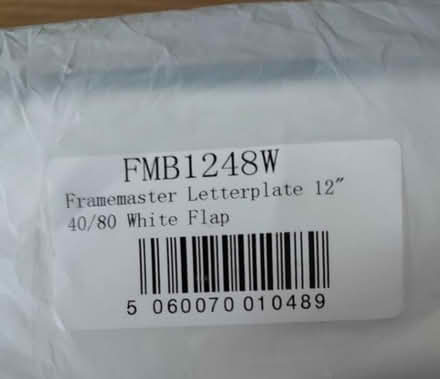 FMB1248W
Framemaster Letterplate 12"
40/80 White Flap
5 060070 010489